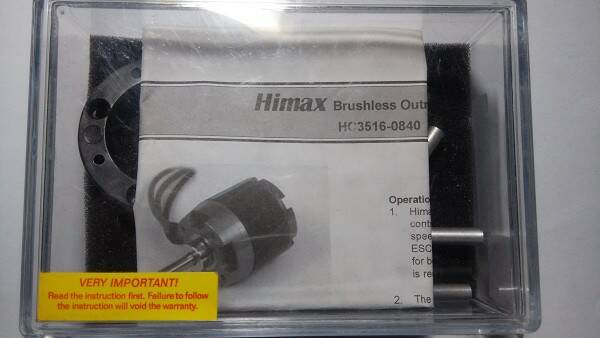 Himax Brushless Outr
HC3516-0840
Operatio
1. Hima
contr
spee
ESC
for b
is re
2. The
VERY IMPORTANT!
Read the instruction first. Failure to follow
the instruction will void the warranty.